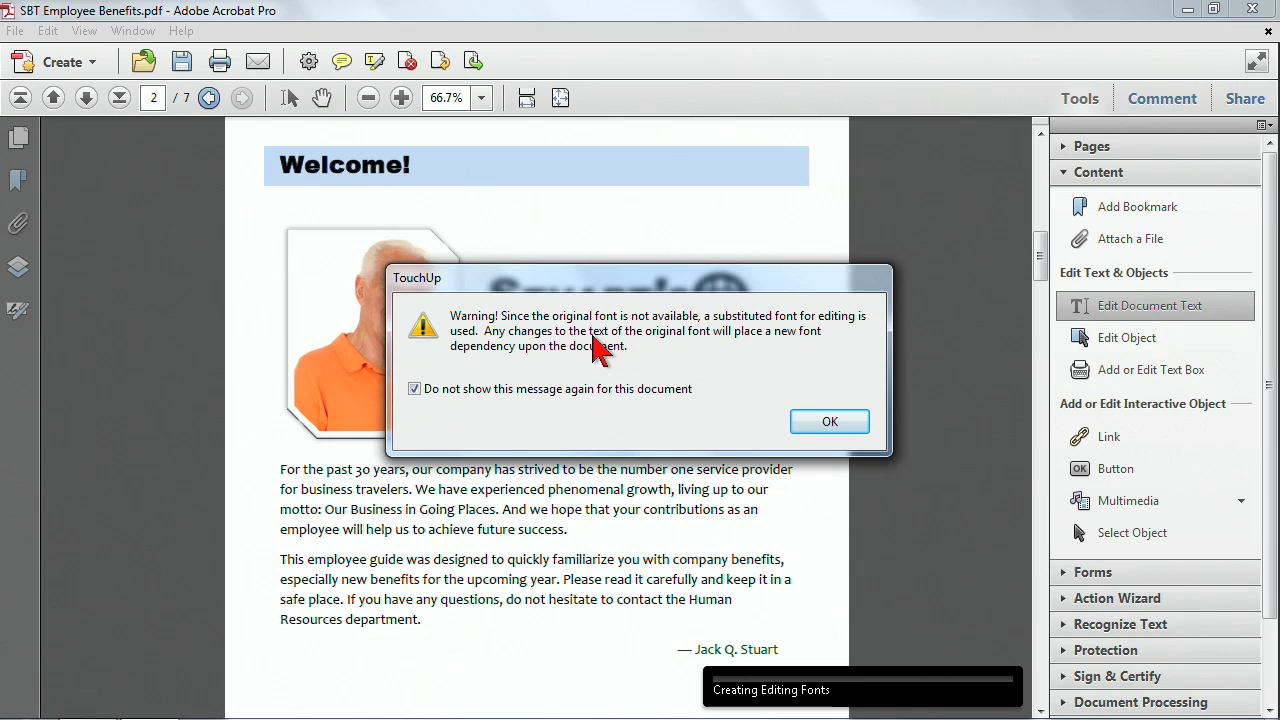 SBT Employee Benefits.pdf - Adobe Acrobat Pro
File Edit View Window Help
Create
2 / 7 66.7% Tools Comment Share
Pages
Welcome!
Content
Add Bookmark
Attach a File
Edit Text & Objects
TouchUp
Edit Document Text
Warning! Since the original font is not available, a substituted font for editing is
used. Any changes to the text of the original font will place a new font
dependency upon the document.
Edit Object
Add or Edit Text Box
Do not show this message again for this document
Add or Edit Interactive Object
OK
Link
OK Button
For the past 30 years, our company has strived to be the number one service provider
for business travelers. We have experienced phenomenal growth, living up to our
motto: Our Business in Going Places. And we hope that your contributions as an
employee will help us to achieve future success.
Multimedia
Select Object
This employee guide was designed to quickly familiarize you with company benefits,
especially new benefits for the upcoming year. Please read it carefully and keep it in a
safe place. If you have any questions, do not hesitate to contact the Human
Resources department.
Forms
Action Wizard
Recognize Text
— Jack Q. Stuart
Protection
Sign & Certify
Creating Editing Fonts
Document Processing